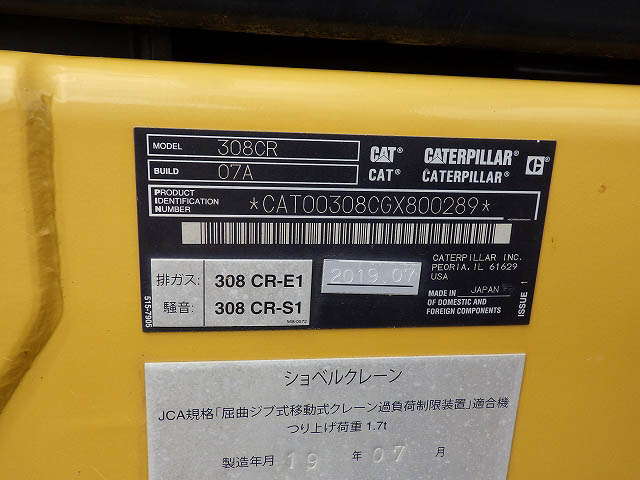 MODEL 308CR
BUILD 07A
CAT® CATERPILLAR® C
CAT® CATERPILLAR®
PRODUCT IDENTIFICATION NUMBER *CAT00308CGX800289*
排ガス: 308 CR-E1
騒音: 308 CR-S1
2019 07
CATERPILLAR INC.
PEORIA.IL 61629
USA
MADE IN JAPAN
OF DOMESTIC AND
FOREIGN COMPONENTS
515-7905
ISSUE 1
ショベルクレーン
JCA規格「屈曲ジブ式移動式クレーン過負荷制限装置」適合機
つり上げ荷重 1.7t
製造年月 19 年 07 月